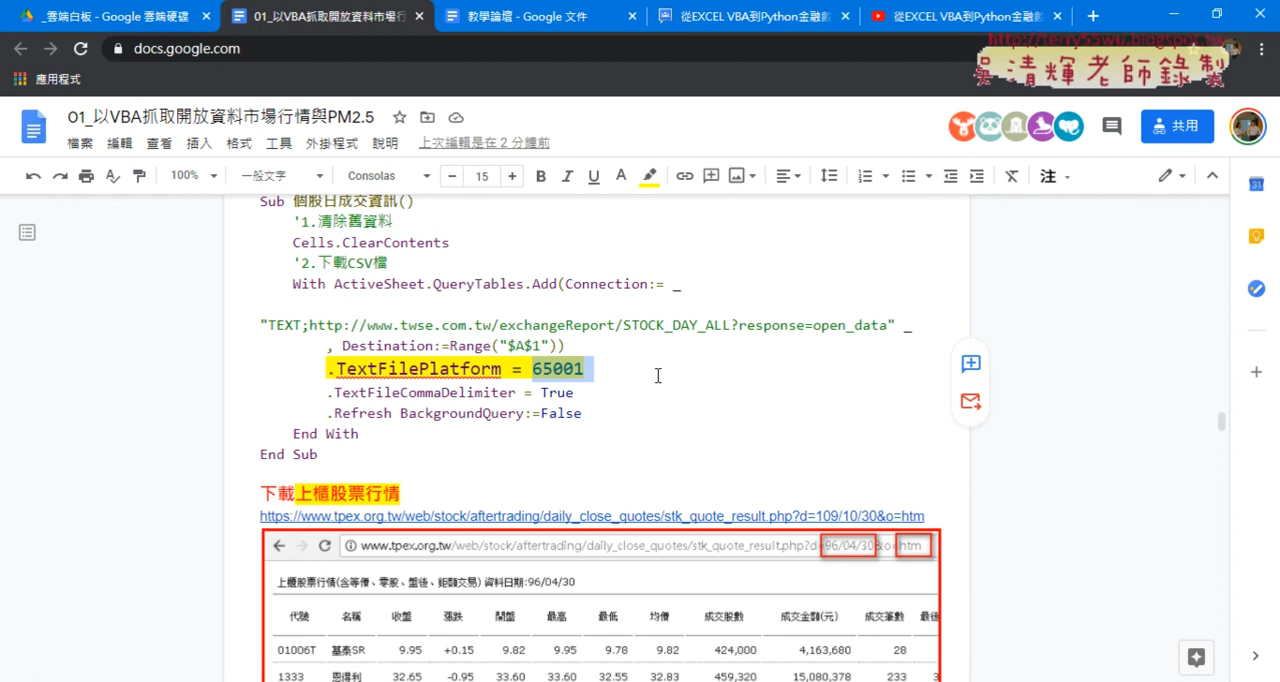 _雲端白板 - Google 雲端硬碟
01_以VBA抓取開放資料市場行
教學論壇 - Google 文件
從EXCEL VBA到Python金融
從EXCEL VBA到Python金融
docs.google.com
http://terry55wu.blogspot.tw
吳清輝老師錄製
應用程式
01_以VBA抓取開放資料市場行情與PM2.5
共用
檔案 編輯 查看 插入 格式 工具 外掛程式 說明 上次編輯是在 2 分鐘前
100% 一般文字 Consolas 15 B I U A 注
Sub 個股日成交資訊()
'1.清除舊資料
Cells.ClearContents
'2.下載CSV檔
With ActiveSheet.QueryTables.Add(Connection:= _
"TEXT;http://www.twse.com.tw/exchangeReport/STOCK_DAY_ALL?response=open_data" _
, Destination:=Range("$A$1"))
.TextFilePlatform = 65001
.TextFileCommaDelimiter = True
.Refresh BackgroundQuery:=False
End With
End Sub
下載上櫃股票行情
https://www.tpex.org.tw/web/stock/aftertrading/daily_close_quotes/stk_quote_result.php?d=109/10/30&o=htm
www.tpex.org.tw/web/stock/aftertrading/daily_close_quotes/stk_quote_result.php?d=96/04/30&o=htm
上櫃股票行情(含等價、零股、盤後、鉅額交易) 資料日期:96/04/30
代號 名稱 收盤 漲跌 開盤 最高 最低 均價 成交股數 成交金額(元) 成交筆數 最後
01006T 基泰SR 9.95 +0.15 9.82 9.95 9.78 9.82 424,000 4,163,680 28
1333 恩得利 32.65 -0.95 33.60 33.60 32.55 32.83 459,320 15,080,378 233